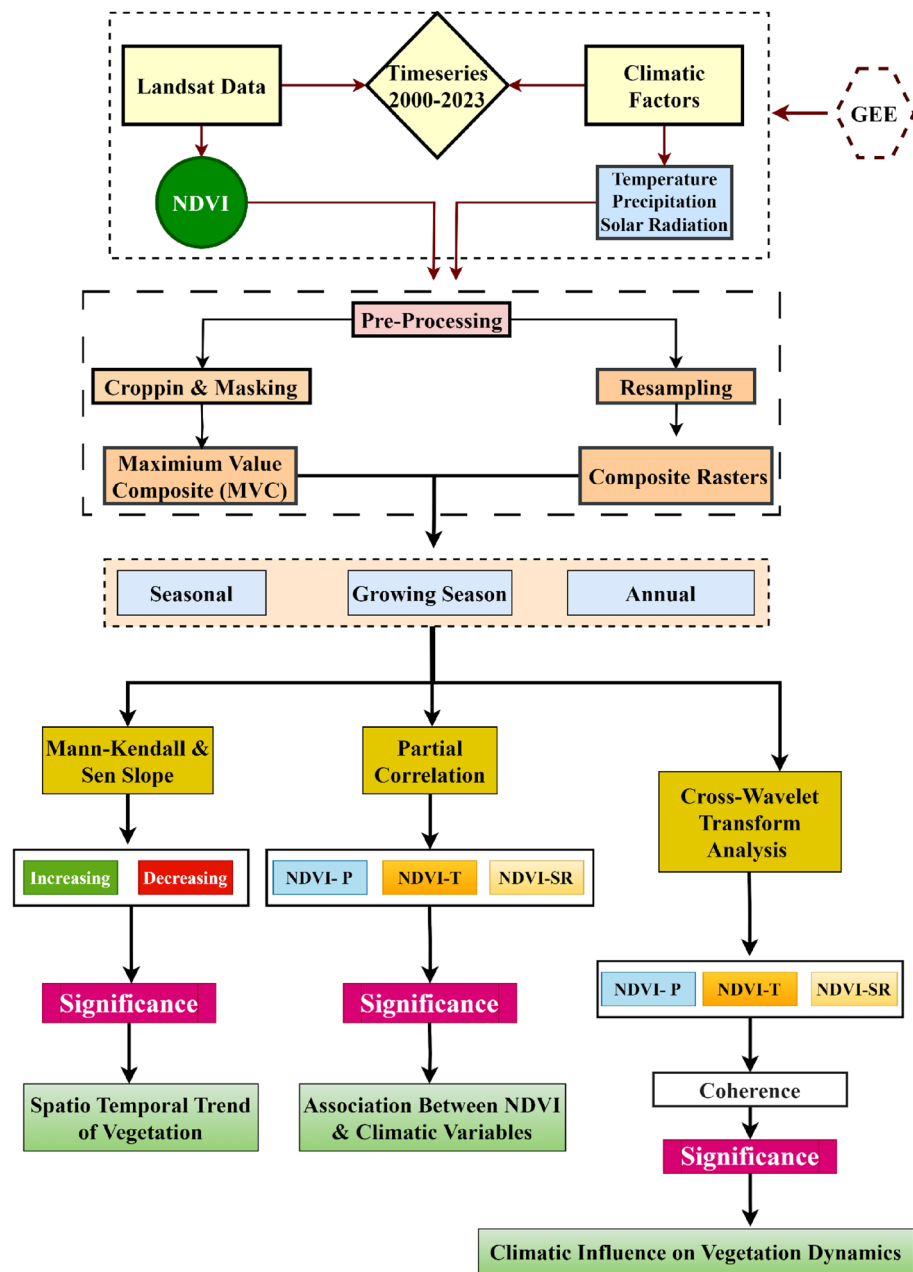 Landsat Data
Timeseries
2000-2023
Climatic
Factors
GEE
NDVI
Temperature
Precipitation
Solar Radiation
Pre-Processing
Croppin & Masking
Resampling
Maximum Value
Composite (MVC)
Composite Rasters
Seasonal
Growing Season
Annual
Mann-Kendall &
Sen Slope
Partial
Correlation
Cross-Wavelet
Transform
Analysis
Increasing
Decreasing
NDVI- P
NDVI-T
NDVI-SR
NDVI- P
NDVI-T
NDVI-SR
Significance
Significance
Coherence
Spatio Temporal Trend
of Vegetation
Association Between NDVI
& Climatic Variables
Significance
Climatic Influence on Vegetation Dynamics